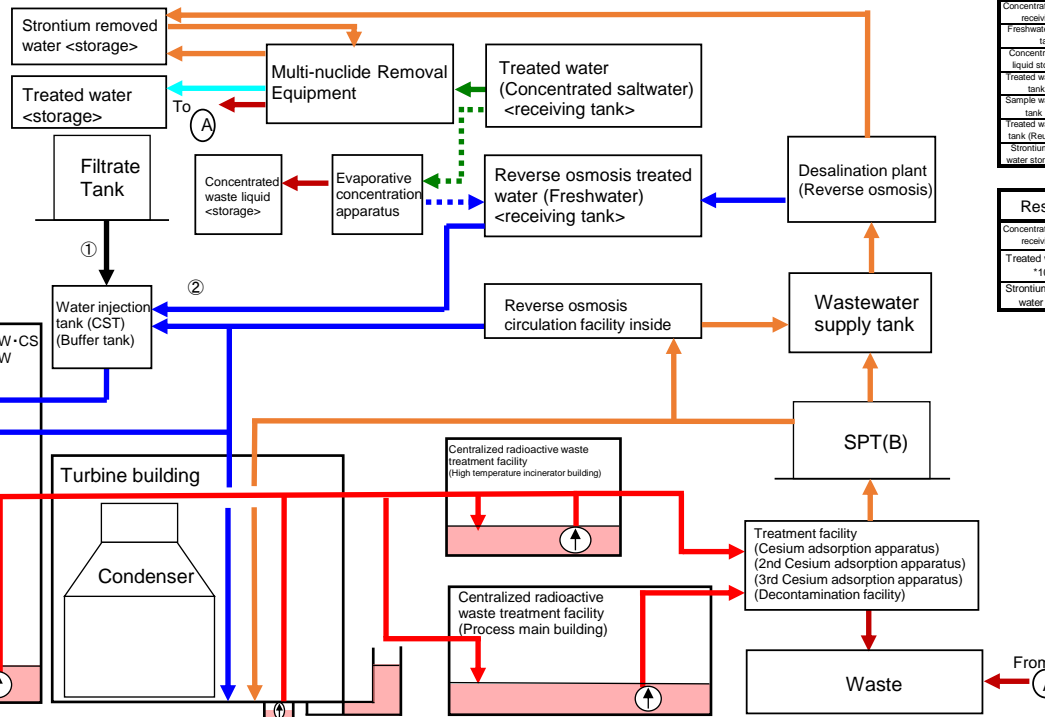 Strontium removed
water <storage>
Treated water
<storage>
To
A
Multi-nuclide Removal
Equipment
Treated water
(Concentrated saltwater)
<receiving tank>
Filtrate
Tank
Concentrated
waste liquid
<storage>
Evaporative
concentration
apparatus
Reverse osmosis treated
water (Freshwater)
<receiving tank>
Desalination plant
(Reverse osmosis)
①
②
Water injection
tank (CST)
(Buffer tank)
Reverse osmosis
circulation facility inside
Wastewater
supply tank
W・CS
W
SPT(B)
Turbine building
Condenser
Centralized radioactive waste
treatment facility
(High temperature incinerator building)
Treatment facility
(Cesium adsorption apparatus)
(2nd Cesium adsorption apparatus)
(3rd Cesium adsorption apparatus)
(Decontamination facility)
Centralized radioactive
waste treatment facility
(Process main building)
Waste
From
A